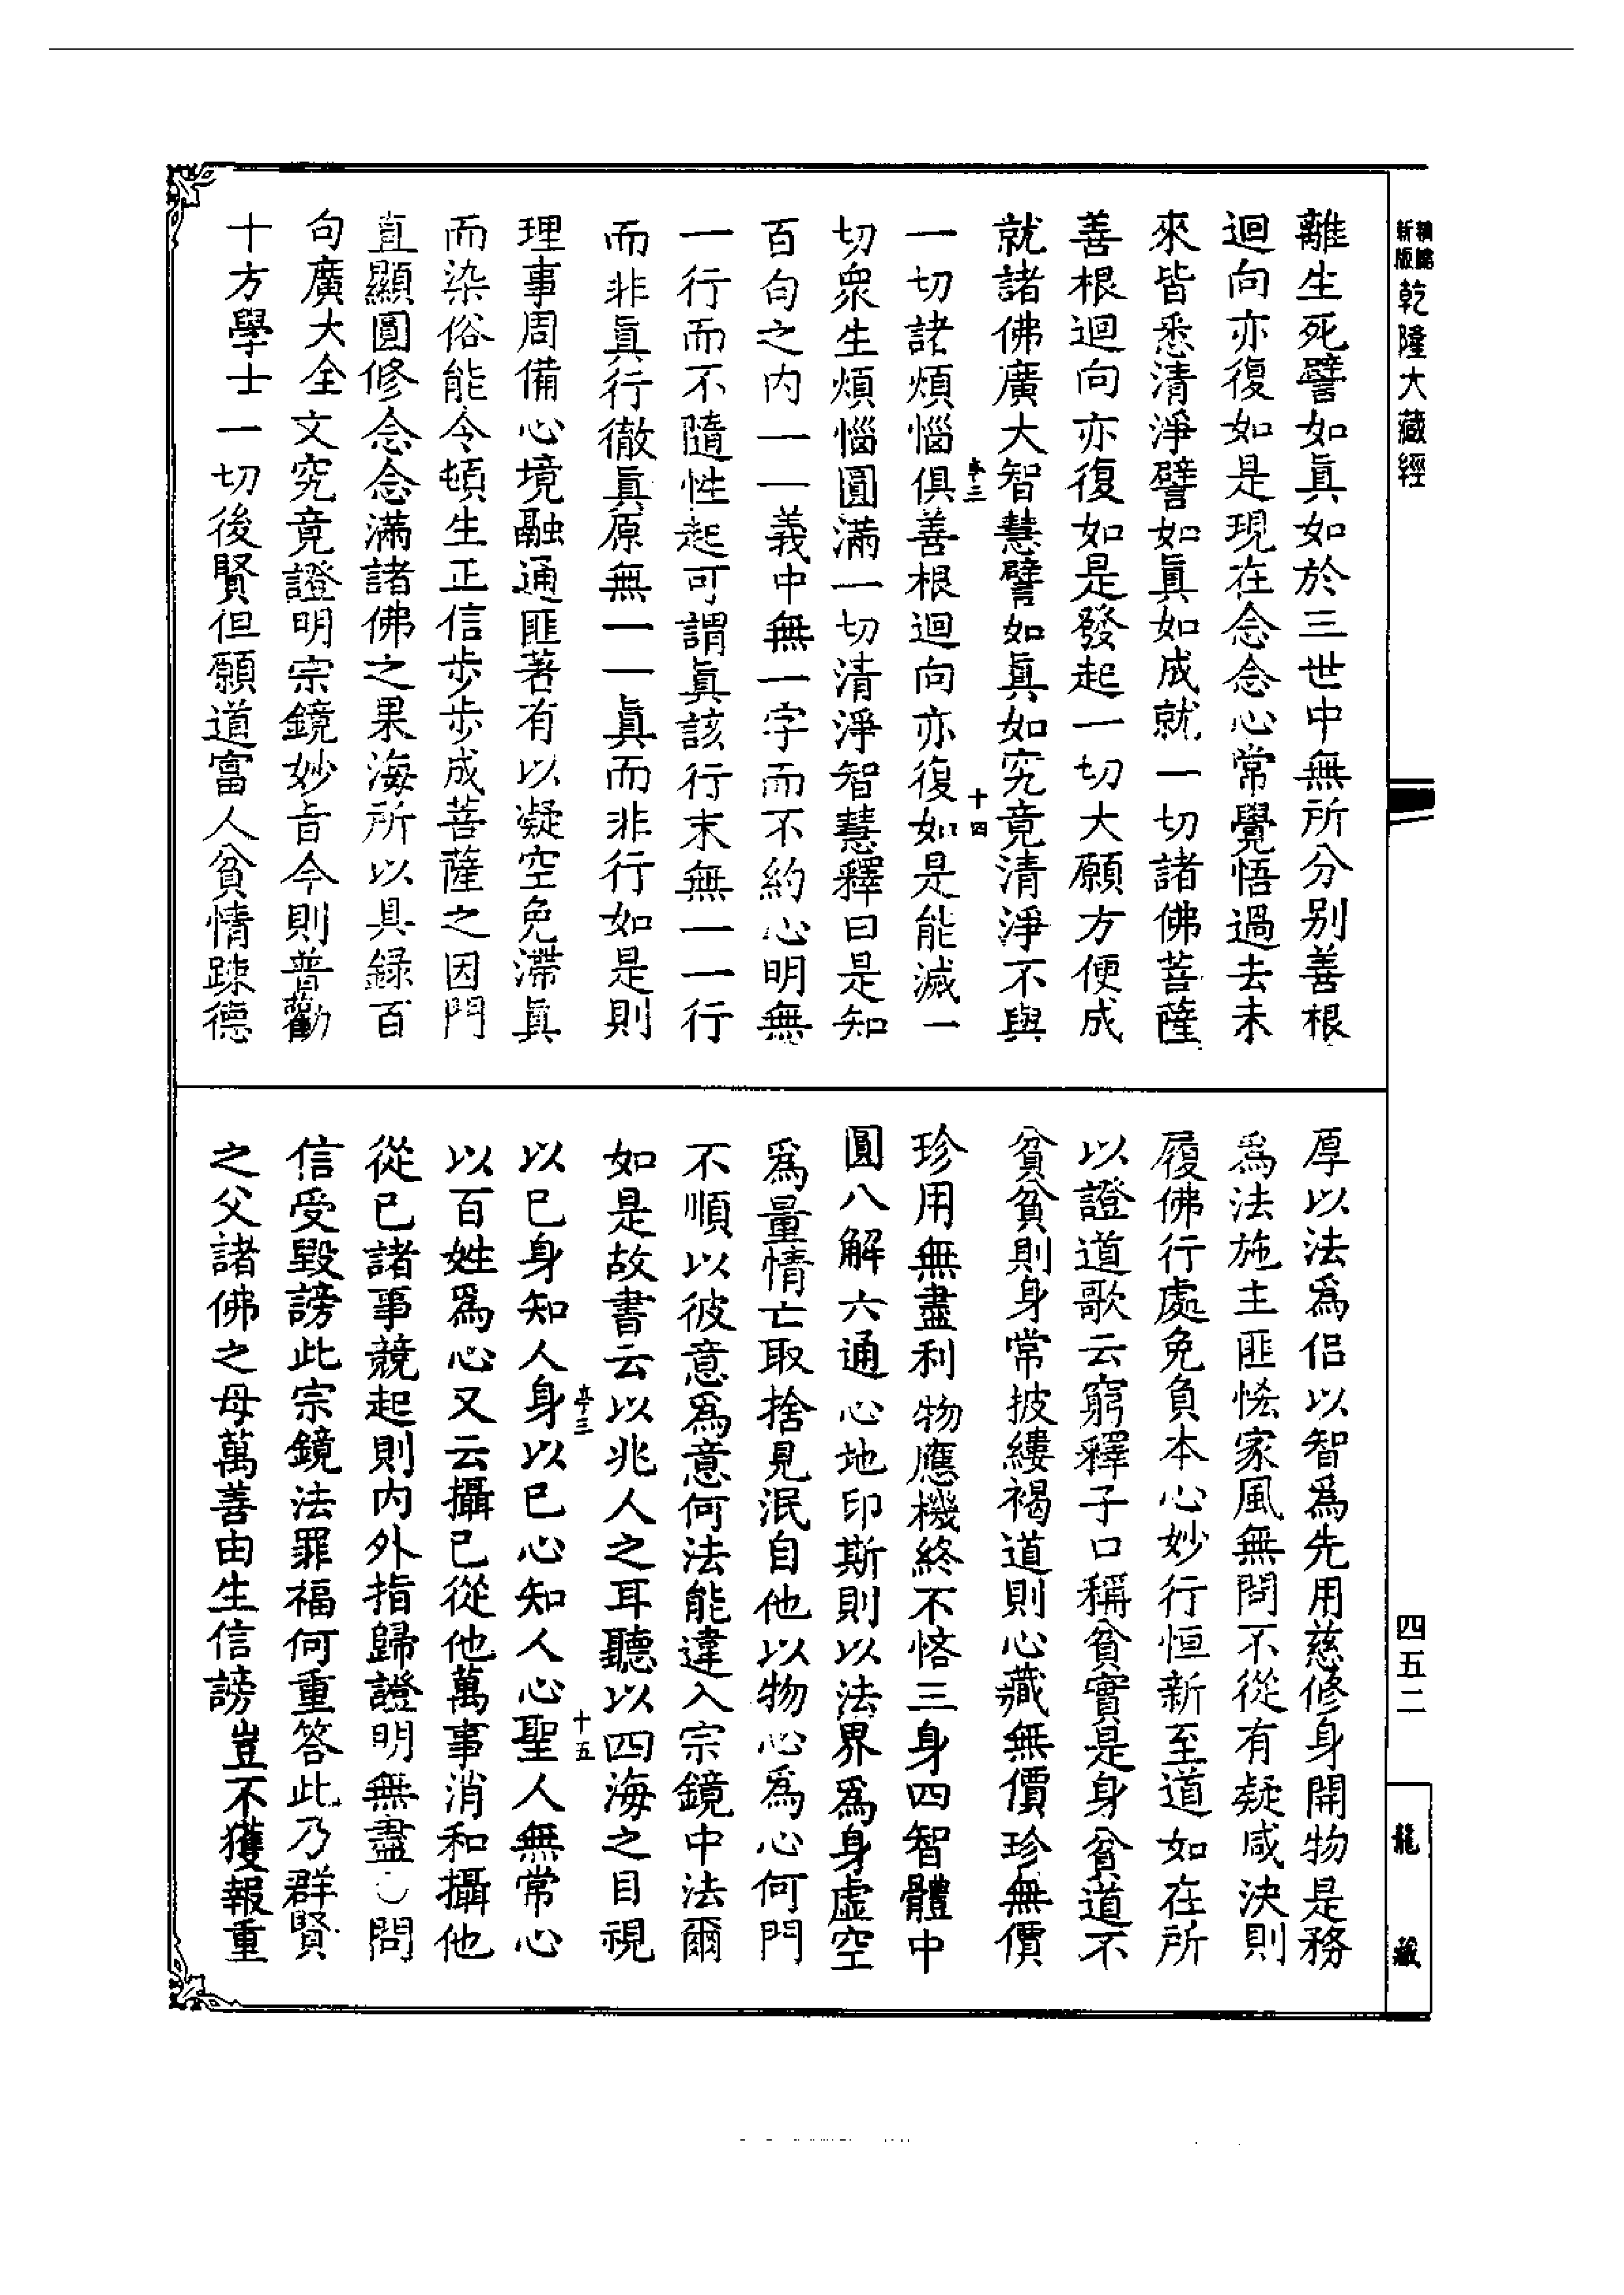 新版精縮乾隆大藏經
離生死譬如眞如於三世中無所分别善根
迴向亦復如是現在念念心常覺悟過去未
來皆悉清淨譬如眞如成就一切諸佛菩薩
善根迴向亦復如是發起一切大願方便成
就諸佛廣大智慧譬如眞如究竟清淨不與
亭三
十四
一切諸煩惱俱善根迴向亦復如是能滅一
切衆生煩惱圓滿一切清淨智慧釋曰是知
百句之内一一義中無一字而不約心明無
一行而不隨性起可謂眞該行末無一一行
而非眞行徹眞原無一一眞而非行如是則
理事周備心境融通匪著有以凝空免滯眞
而染俗能令頓生正信步步成菩薩之因門
直顯圓修念念滿諸佛之果海所以具録百
句廣大全文究竟證明宗鏡妙旨今則普勸
十方學士一切後賢但願道富人貧情踈德
厚以法爲侣以智爲先用慈修身開物是務
爲法施主匪恡家風無問不從有疑咸決則
履佛行處免負本心妙行恒新至道如在所
以證道歌云窮釋子口稱貧實是身貧道不
貧貧則身常披縷褐道則心藏無價珍無價
珍用無盡利物應機終不悋三身四智體中
圓八解六通心地印斯則以法界爲身虚空
爲量情亡取捨見泯自他以物心爲心何門
不順以彼意爲意何法能違入宗鏡中法爾
如是故書云以兆人之耳聽以四海之目視
亭三
十五
以已身知人身以已心知人心聖人無常心
以百姓爲心又云攝已從他萬事消和攝他
從已諸事競起則内外指歸證明無盡 問
信受毀謗此宗鏡法罪福何重答此乃群賢
之父諸佛之母萬善由生信謗豈不獲報重
四五二
龍藏